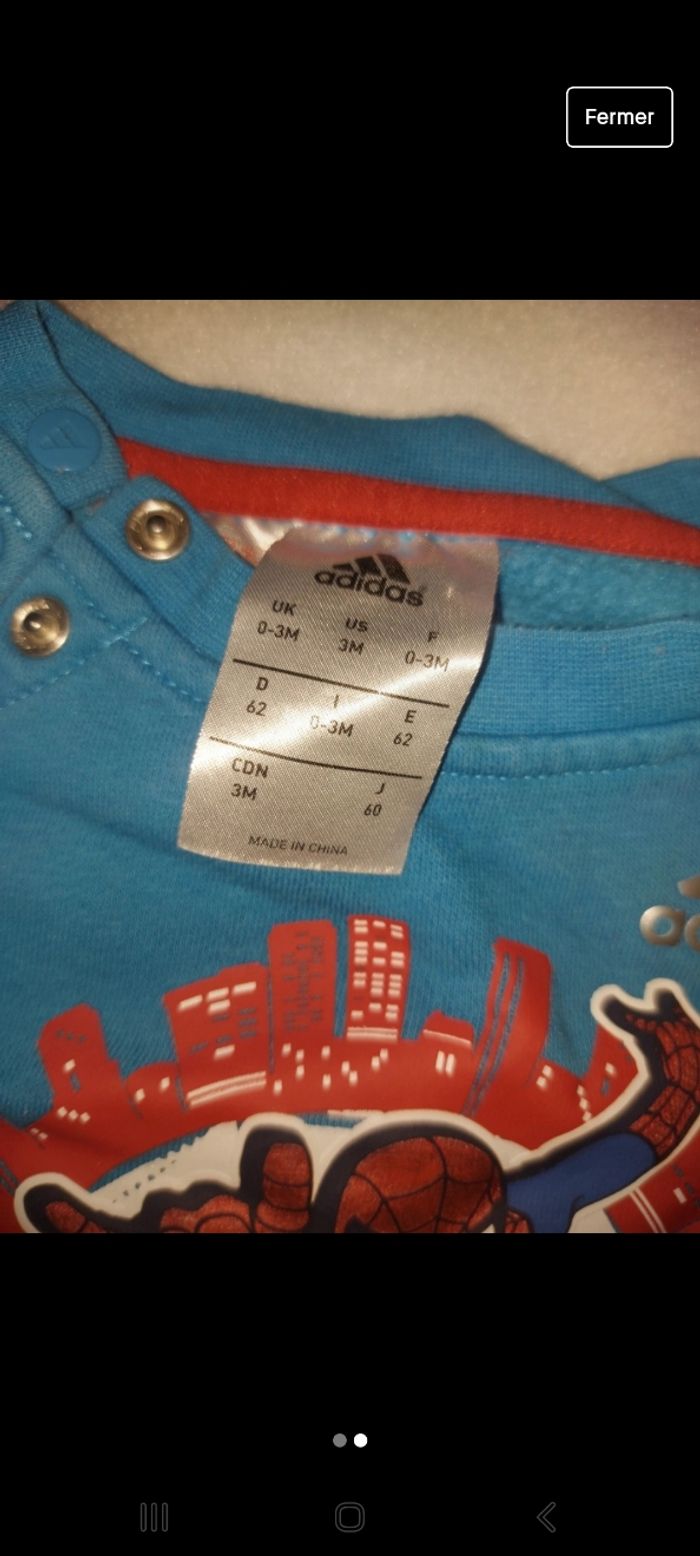 Fermer
adidas
UK US F
0-3M 3M 0-3M
D I E
62 0-3M 62
CDN J
3M 60
MADE IN CHINA